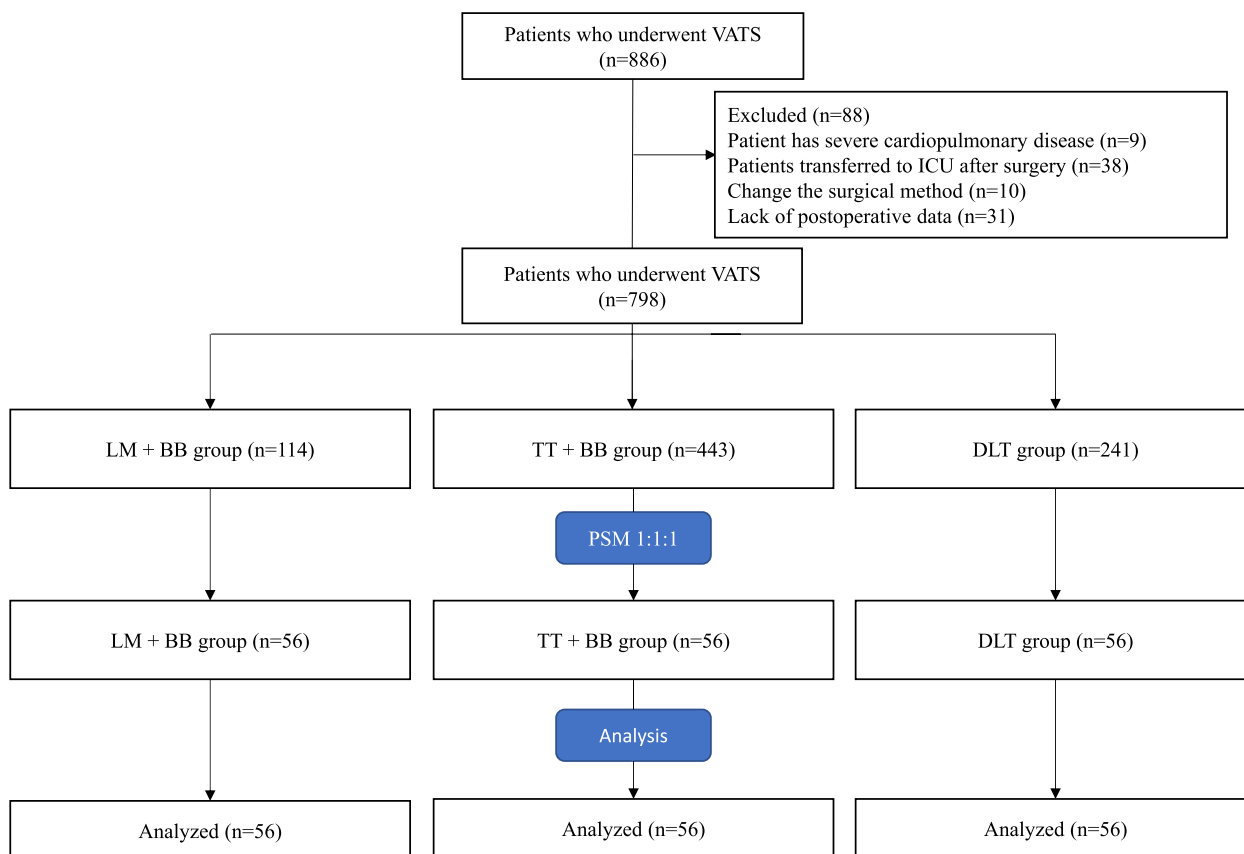 Patients who underwent VATS
(n=886)
Excluded (n=88)
Patient has severe cardiopulmonary disease (n=9)
Patients transferred to ICU after surgery (n=38)
Change the surgical method (n=10)
Lack of postoperative data (n=31)
Patients who underwent VATS
(n=798)
LM + BB group (n=114)
TT + BB group (n=443)
DLT group (n=241)
PSM 1:1:1
LM + BB group (n=56)
TT + BB group (n=56)
DLT group (n=56)
Analysis
Analyzed (n=56)
Analyzed (n=56)
Analyzed (n=56)